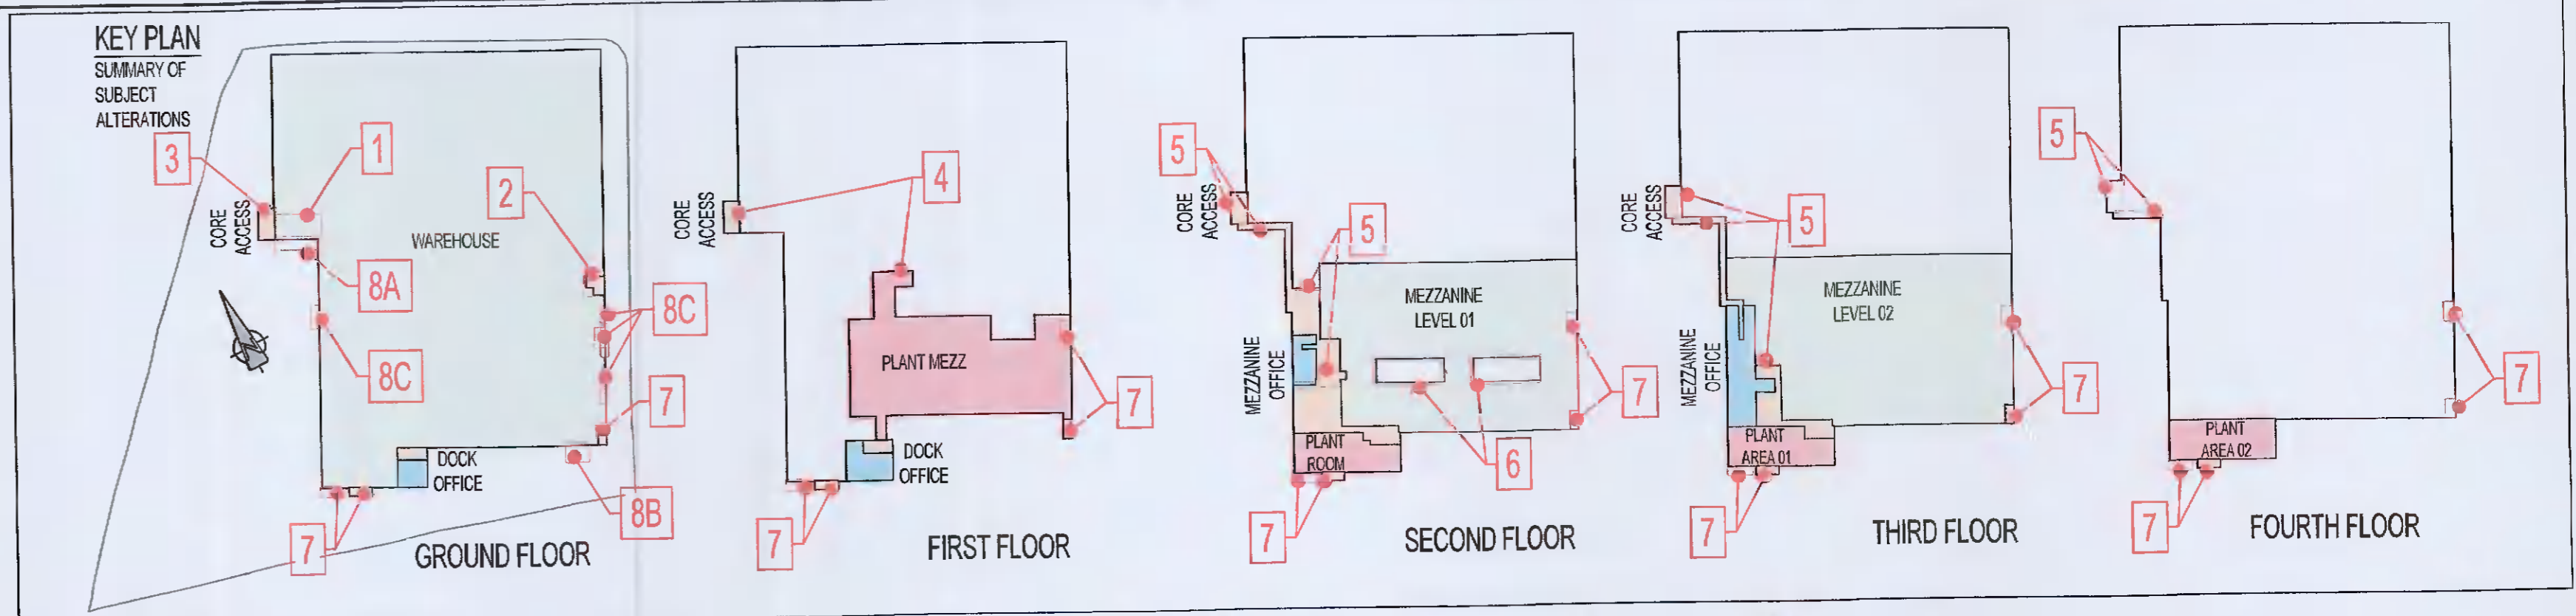 KEY PLAN
SUMMARY OF
SUBJECT
ALTERATIONS
3
1
2
CORE
ACCESS
WAREHOUSE
8A
8C
8C
7
DOCK
OFFICE
8B
7
GROUND FLOOR
4
CORE
ACCESS
PLANT MEZZ
7
DOCK
OFFICE
7
FIRST FLOOR
5
CORE
ACCESS
5
MEZZANINE
LEVEL 01
MEZZANINE
OFFICE
7
PLANT
ROOM
6
7
SECOND FLOOR
CORE
ACCESS
5
MEZZANINE
LEVEL 02
MEZZANINE
OFFICE
7
PLANT
AREA 01
7
THIRD FLOOR
5
7
PLANT
AREA 02
7
FOURTH FLOOR